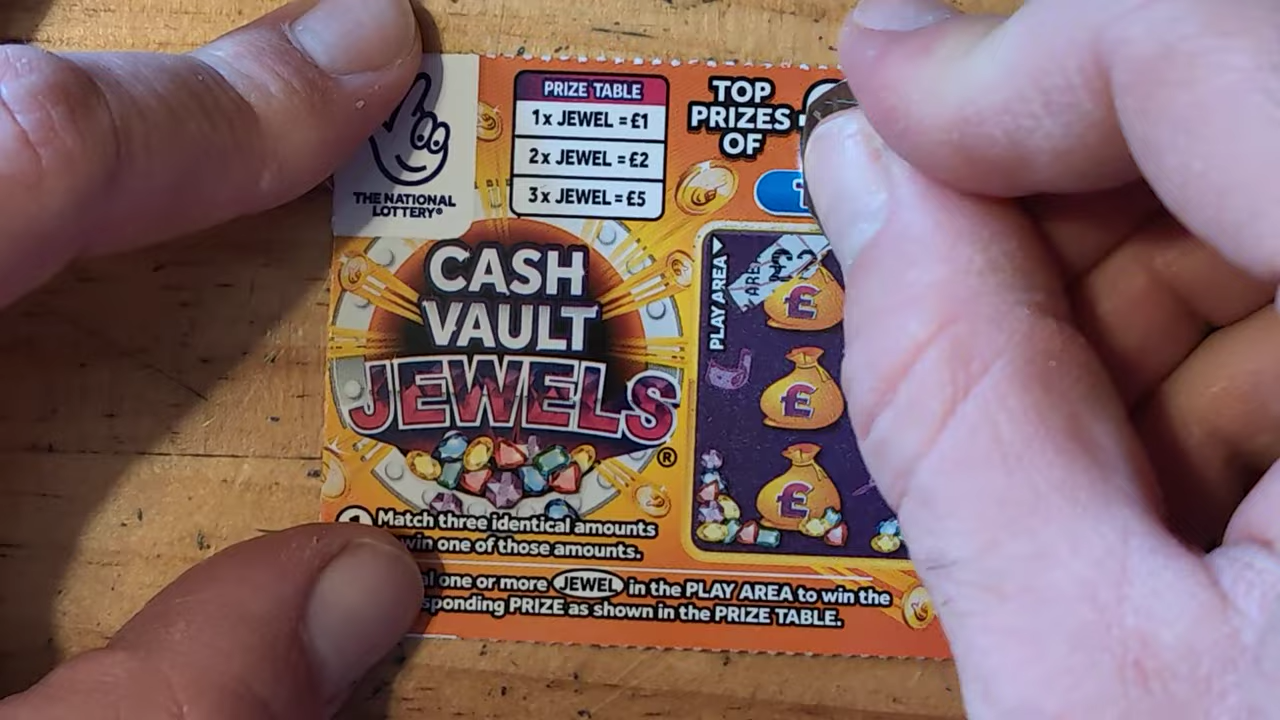 THE NATIONAL
LOTTERY®
PRIZE TABLE
1x JEWEL = £1
2x JEWEL = £2
3x JEWEL = £5
TOP
PRIZES
OF
CASH
VAULT
JEWELS®
PLAY AREA
£
£
£
Match three identical amounts
win one of those amounts.
one or more JEWEL in the PLAY AREA to win the
PRIZE as shown in the PRIZE TABLE.